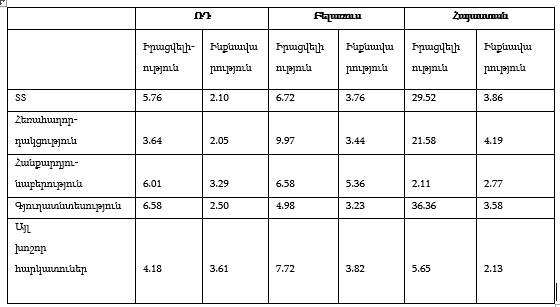 ՌԴ Բելառուս Հայաստան
Իրացվելի- Ինքնավա Իրացվելի Ինքնավա Իրացվելի Ինքնավա
ություն րություն ություն րություն ություն րություն
ՏՏ 5.76 2.10 6.72 3.76 29.52 3.86
Հեռահաղոր-
դակցություն 3.64 2.05 9.97 3.44 21.58 4.19
Հանքարդյու-
նաբերություն 6.01 3.29 6.58 5.36 2.11 2.77
Գյուղատնտեսություն 6.58 2.50 4.98 3.23 36.36 3.58
Այլ
խոշոր
հարկատուներ 4.18 3.61 7.72 3.82 5.65 2.13